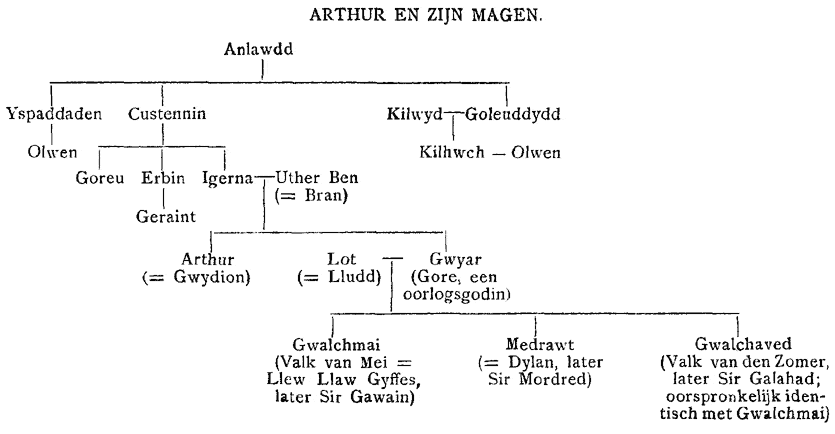 ARTHUR EN ZIJN MAGEN.
Anlawdd
Yspaddaden Custennin Kilwyd—Goleuddydd
Olwen Kilhwch — Olwen
Goreu Erbin Igerna—Uther Ben
(= Bran)
Geraint
Arthur Lot — Gwyar
(= Gwydion) (= Lludd) (Gore, een
oorlogsgodin)
Gwalchmai Medrawt Gwalchaved
(Valk van Mei = (= Dylan, later (Valk van den Zomer,
Llew Llaw Gyffes, Sir Mordred) later Sir Galahad;
later Sir Gawain) oorspronkelijk iden-
tisch met Gwalchmai)